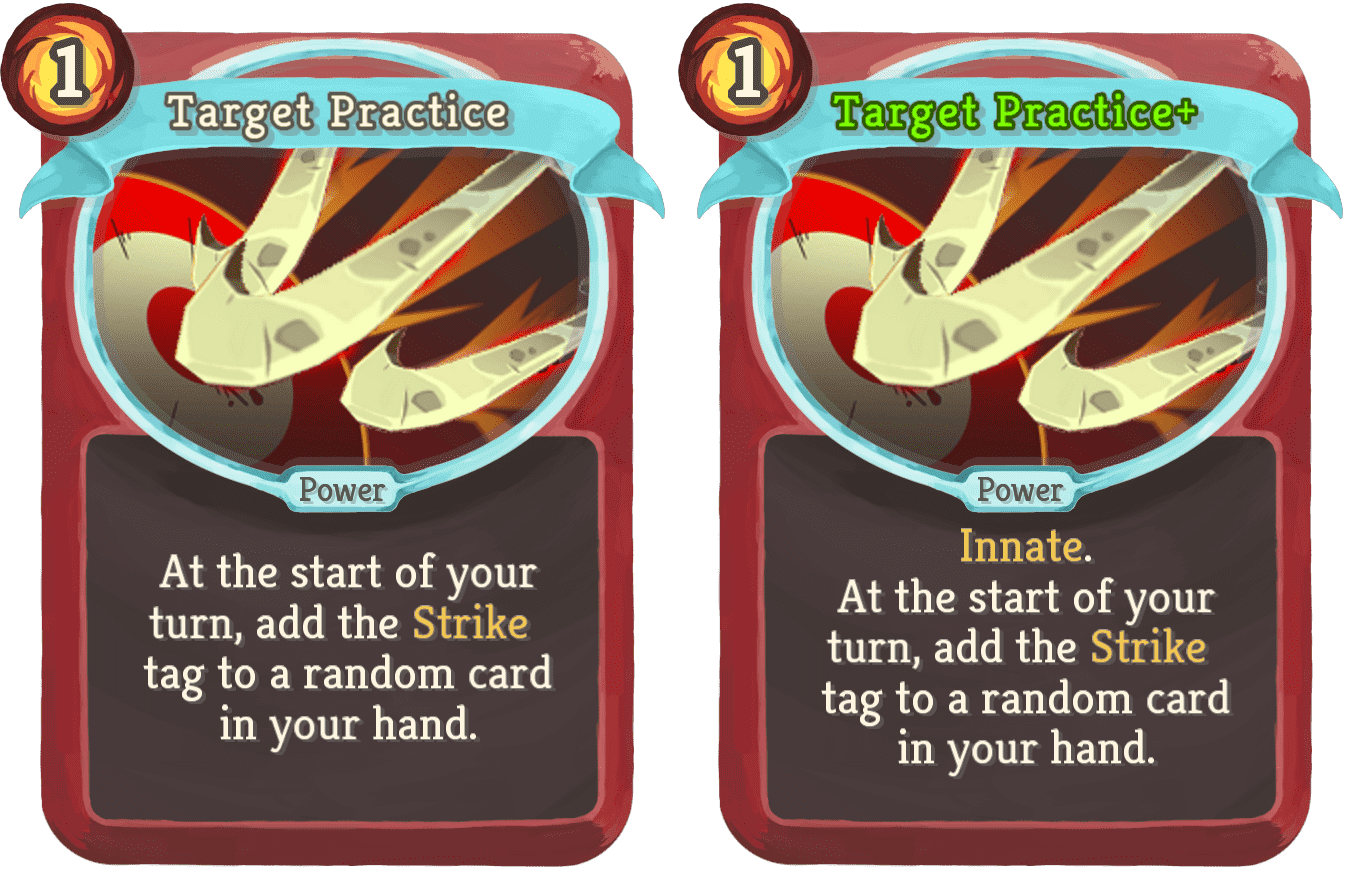 1
Target Practice
Power
At the start of your
turn, add the Strike
tag to a random card
in your hand.
1
Target Practice+
Power
Innate.
At the start of your
turn, add the Strike
tag to a random card
in your hand.